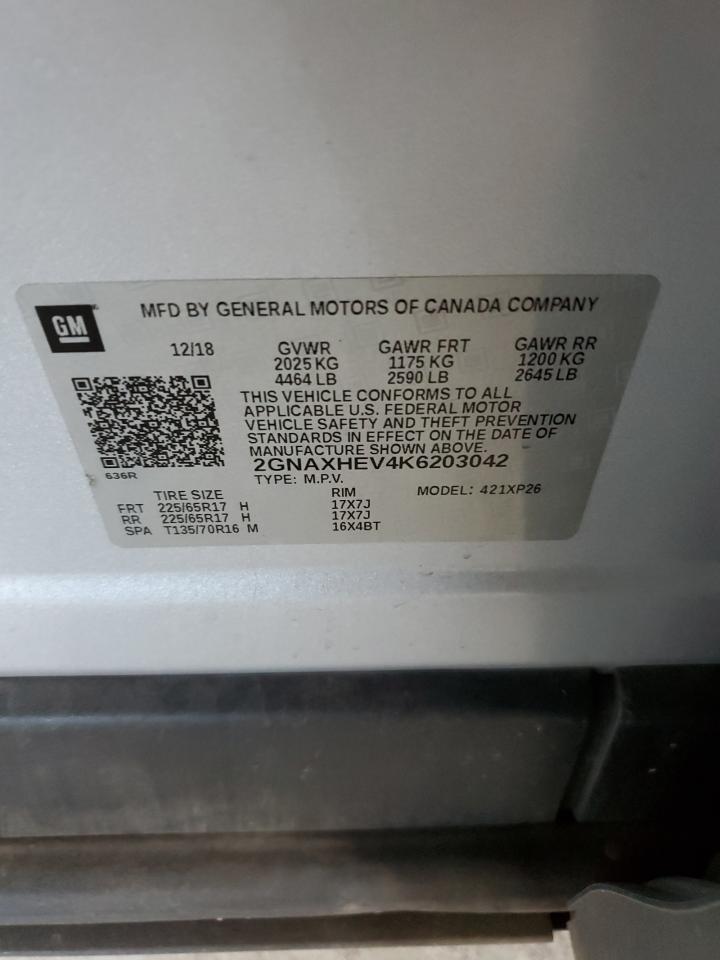 GM
MFD BY GENERAL MOTORS OF CANADA COMPANY
12/18 GVWR GAWR FRT GAWR RR
2025 KG 1175 KG 1200 KG
4464 LB 2590 LB 2645 LB
THIS VEHICLE CONFORMS TO ALL
APPLICABLE U.S. FEDERAL MOTOR
VEHICLE SAFETY AND THEFT PREVENTION
STANDARDS IN EFFECT ON THE DATE OF
MANUFACTURE SHOWN ABOVE.
2GNAXHEV4K6203042
636R
TYPE: M.P.V. MODEL: 421XP26
TIRE SIZE RIM
FRT 225/65R17 H 17X7J
RR 225/65R17 H 17X7J
SPA T135/70R16 M 16X4BT